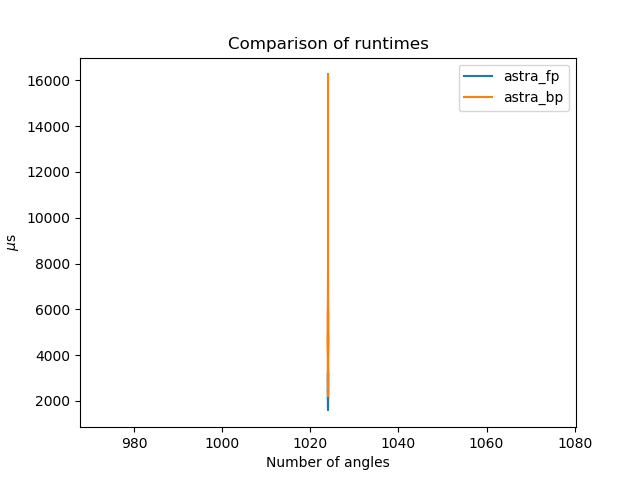 Comparison of runtimes
astra_fp
astra_bp
16000
14000
12000
10000
8000
6000
4000
2000
μs
980 1000 1020 1040 1060 1080
Number of angles